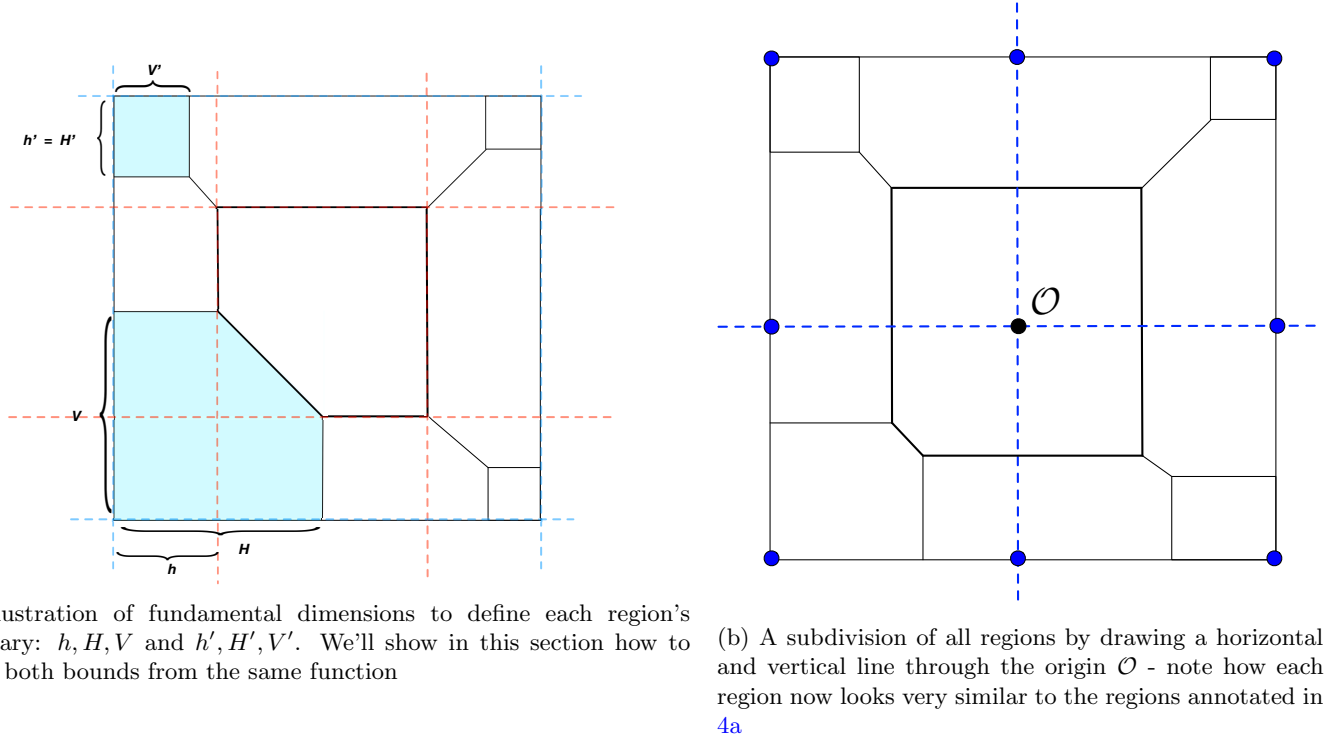 V'
h' = H'
V
H
h
lustration of fundamental dimensions to define each region's
ary: h, H, V and h', H', V'. We'll show in this section how to
both bounds from the same function
O
(b) A subdivision of all regions by drawing a horizontal
and vertical line through the origin O - note how each
region now looks very similar to the regions annotated in
4a